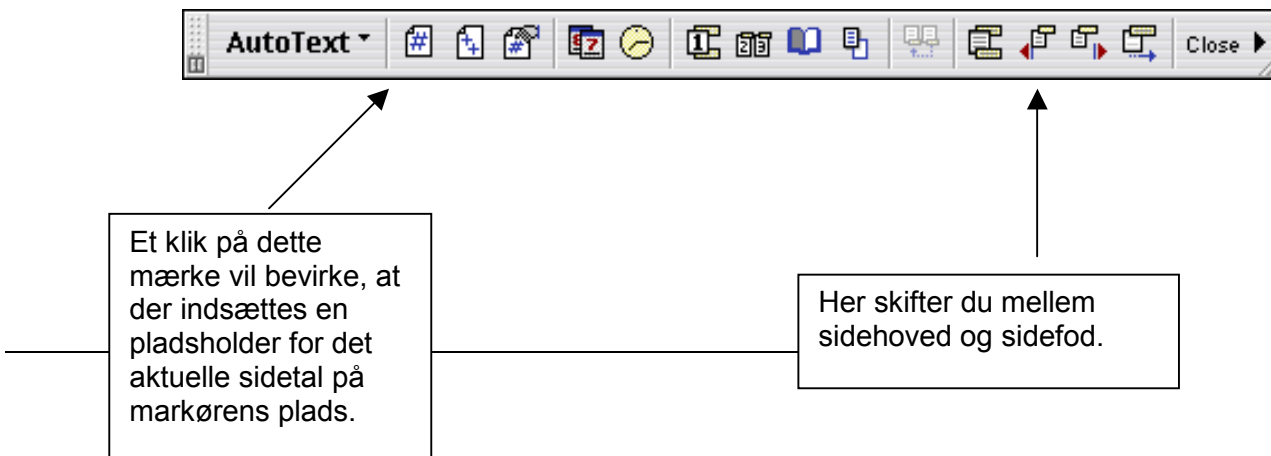 AutoText
Close
Et klik på dette
mærke vil bevirke, at
der indsættes en
pladsholder for det
aktuelle sidetal på
markørens plads.
Her skifter du mellem
sidehoved og sidefod.